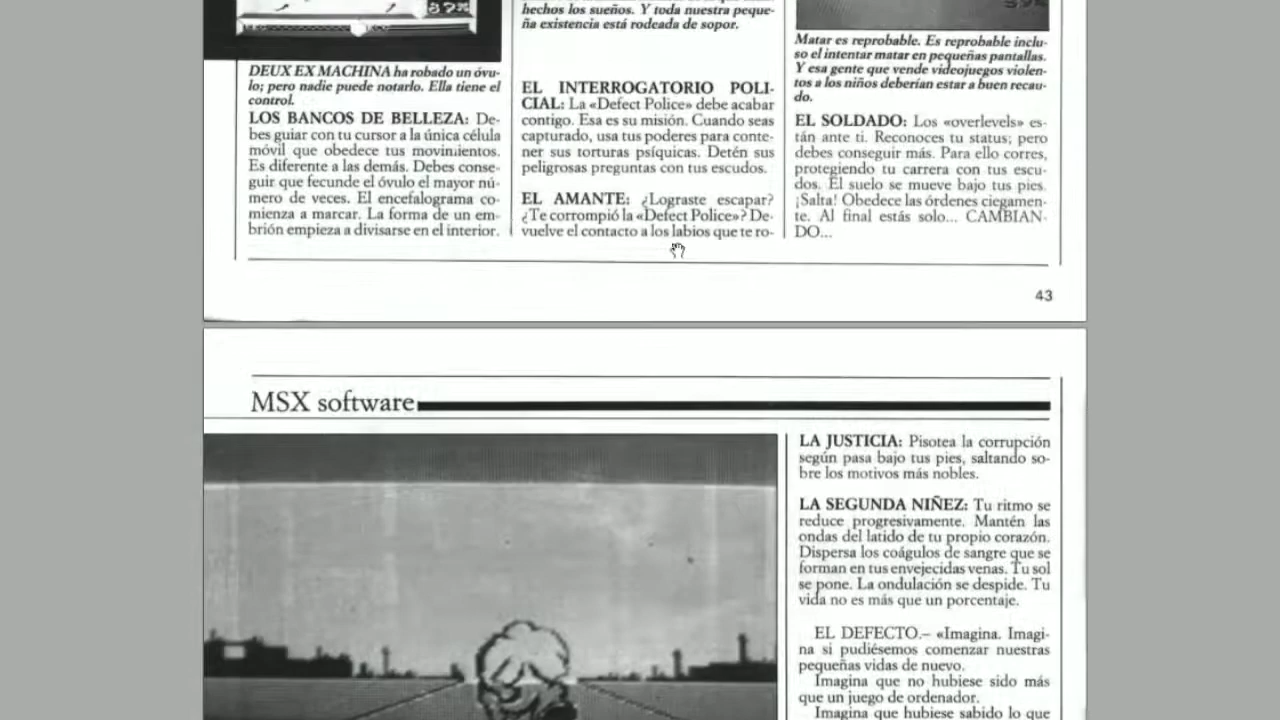 89%
DEUX EX MACHINA ha robado un óvu-
lo; pero nadie puede notarlo. Ella tiene el
control.
LOS BANCOS DE BELLEZA: De-
bes guiar con tu cursor a la única célula
móvil que obedece tus movimientos.
Es diferente a las demás. Debes conse-
guir que fecunde el óvulo el mayor nú-
mero de veces. El encefalograma co-
mienza a marcar. La forma de un em-
brión empieza a divisarse en el interior.
hechos los sueños. Y toda nuestra peque-
ña existencia está rodeada de sopor.
EL INTERROGATORIO POLI-
CIAL: La «Defect Police» debe acabar
contigo. Esa es su misión. Cuando seas
capturado, usa tus poderes para conte-
ner sus torturas psíquicas. Detén sus
peligrosas preguntas con tus escudos.
EL AMANTE: ¿Lograste escapar?
¿Te corrompió la «Defect Police»? De-
vuelve el contacto a los labios que te ro-
Matar es reprobable. Es reprobable inclu-
so el intentar matar en pequeñas pantallas.
Y esa gente que vende videojuegos violen-
tos a los niños deberían estar a buen recau-
do.
EL SOLDADO: Los «overlevels» es-
tán ante ti. Reconoces tu status; pero
debes conseguir más. Para ello corres,
protegiendo tu carrera con tus escu-
dos. El suelo se mueve bajo tus pies.
¡Salta! Obedece las órdenes ciegamen-
te. Al final estás solo... CAMBIAN-
DO...
43
MSX software
LA JUSTICIA: Pisotea la corrupción
según pasa bajo tus pies, saltando so-
bre los motivos más nobles.
LA SEGUNDA NIÑEZ: Tu ritmo se
reduce progresivamente. Mantén las
ondas del latido de tu propio corazón.
Dispersa los coágulos de sangre que se
forman en tus envejecidas venas. Tu sol
se pone. La ondulación se despide. Tu
vida no es más que un porcentaje.
EL DEFECTO.– «Imagina. Imagi-
na si pudiésemos comenzar nuestras
pequeñas vidas de nuevo.
Imagina que no hubiese sido más
que un juego de ordenador.
Imagina que hubiese sabido lo que